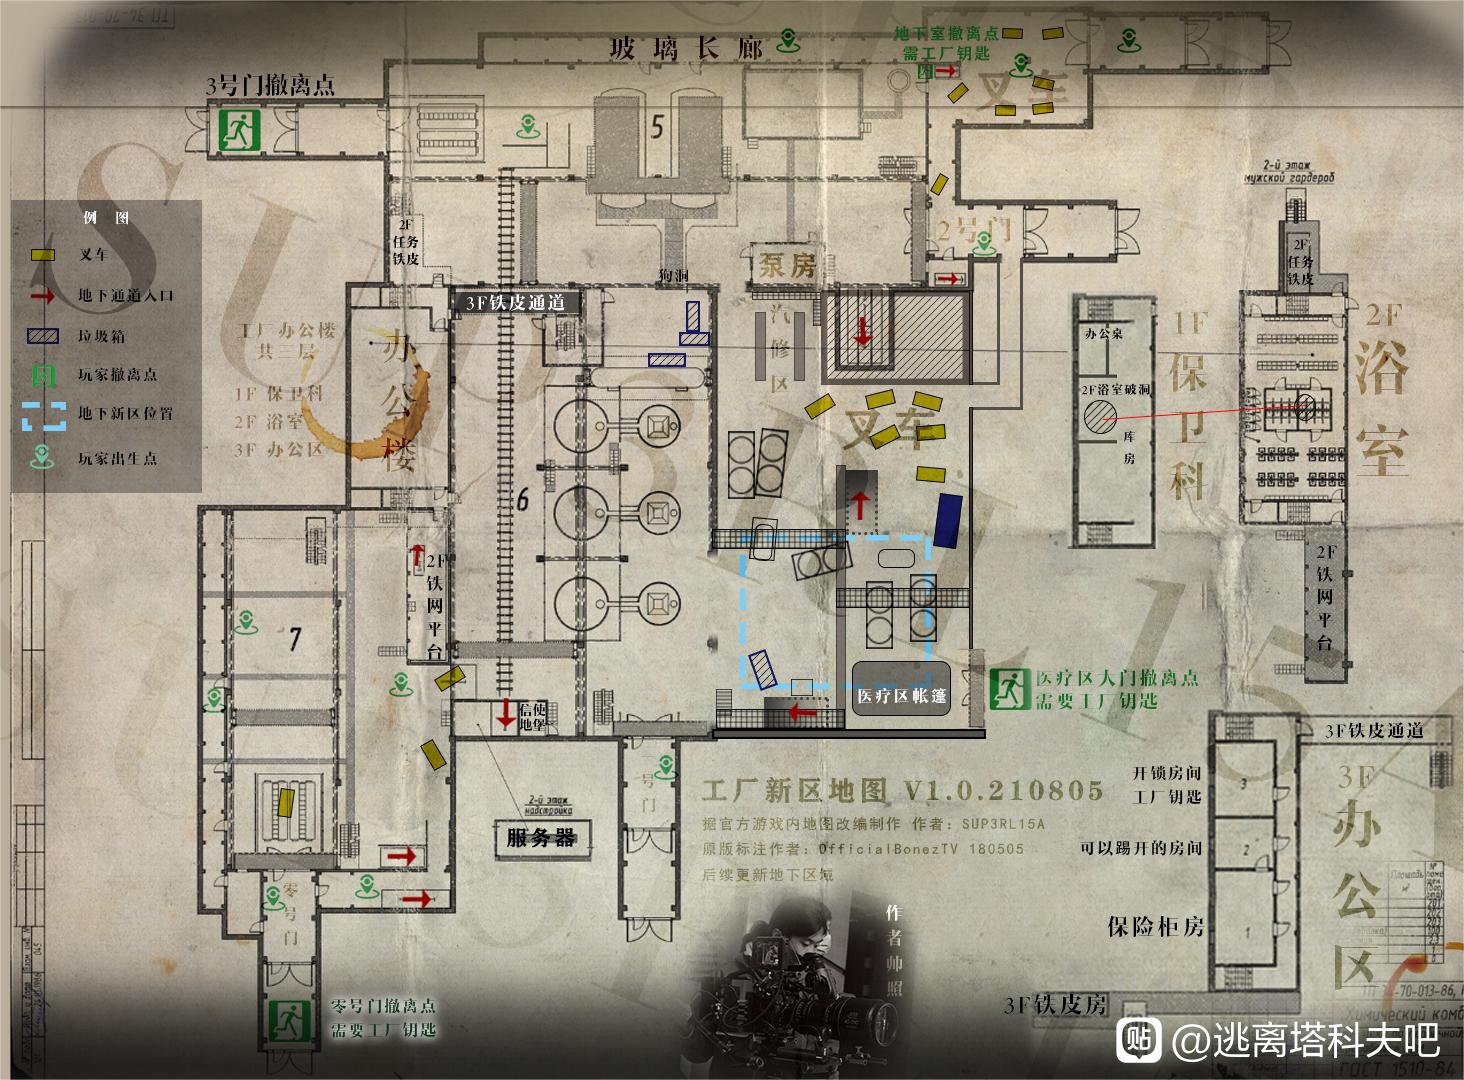 玻璃长廊
地下室撤离点
需工厂钥匙
叉车
3号门撤离点
5
2-й этаж
мужской гардероб
2F
任务
铁皮
2号门
泵房
狗洞
例 图
叉车
地下通道入口
垃圾箱
玩家撤离点
地下新区位置
玩家出生点
3F铁皮通道
工厂办公楼
共三层
1F 保卫科
2F 浴室
3F 办公区
办公楼
汽修区
叉车
6
办公桌
2F浴室破洞
库房
1F
保卫科
2F
任务
铁皮
2F
浴室
2F铁网平台
7
2F铁网平台
医疗区帐篷
医疗区大门撤离点
需要工厂钥匙
信使
地堡
一号门
2-й этаж
надстройка
服务器
工厂新区地图 V1.0.210805
据官方游戏内地图改编制作 作者：SUP3RL15A
原版标注作者：OfficialBonezTV 180505
后续更新地下区域
3F铁皮通道
开锁房间
工厂钥匙
3
可以踢开的房间
2
保险柜房
1
3F
办公区
3F铁皮房
零号门
零号门撤离点
需要工厂钥匙
作者帅照
SUP3RL15A
ГОСТ 1510-84
贴 @逃离塔科夫吧